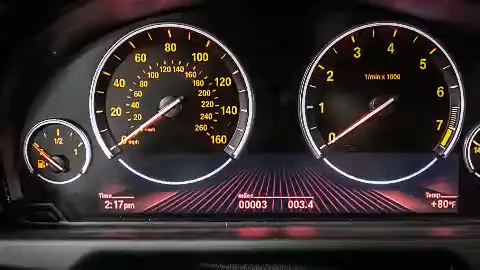 80
60 100
40 120
20 140
0 160
mph
120 140
100 160
80 180
60 200
40 220
20 240
260
1/2
3 4
2 5
1 6
0 7
1/min x 1000
Time
2:17pm
miles
00003 003.4
Temp.
+80°F